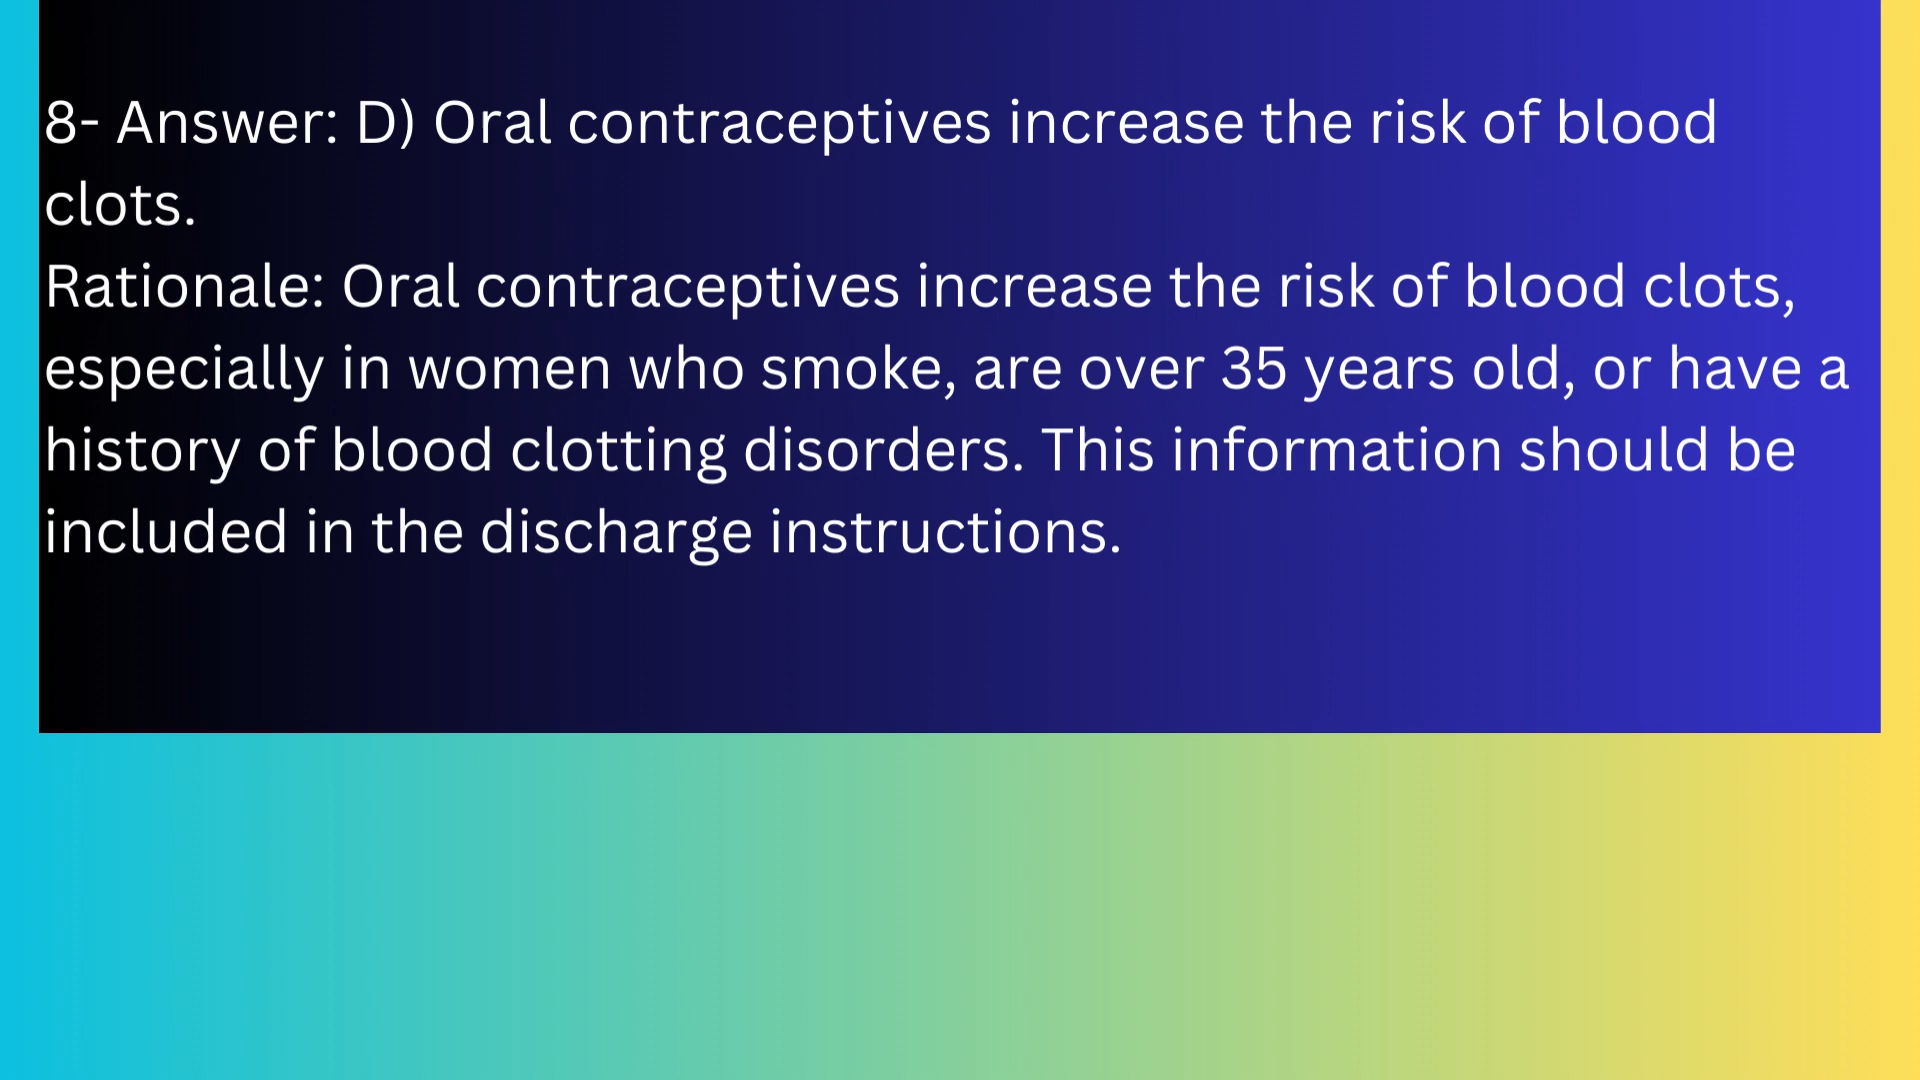 8- Answer: D) Oral contraceptives increase the risk of blood
clots.
Rationale: Oral contraceptives increase the risk of blood clots,
especially in women who smoke, are over 35 years old, or have a
history of blood clotting disorders. This information should be
included in the discharge instructions.